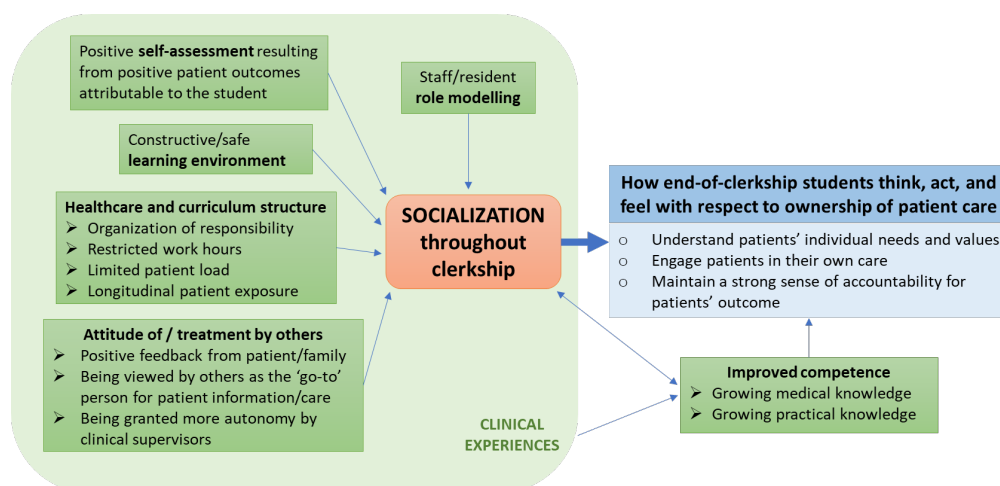 Positive self-assessment resulting
from positive patient outcomes
attributable to the student
Staff/resident
role modelling
Constructive/safe
learning environment
Healthcare and curriculum structure
➢ Organization of responsibility
➢ Restricted work hours
➢ Limited patient load
➢ Longitudinal patient exposure
Attitude of / treatment by others
➢ Positive feedback from patient/family
➢ Being viewed by others as the ‘go-to’
person for patient information/care
➢ Being granted more autonomy by
clinical supervisors
SOCIALIZATION
throughout
clerkship
CLINICAL
EXPERIENCES
How end-of-clerkship students think, act, and
feel with respect to ownership of patient care
o Understand patients’ individual needs and values
o Engage patients in their own care
o Maintain a strong sense of accountability for
patients’ outcome
Improved competence
➢ Growing medical knowledge
➢ Growing practical knowledge